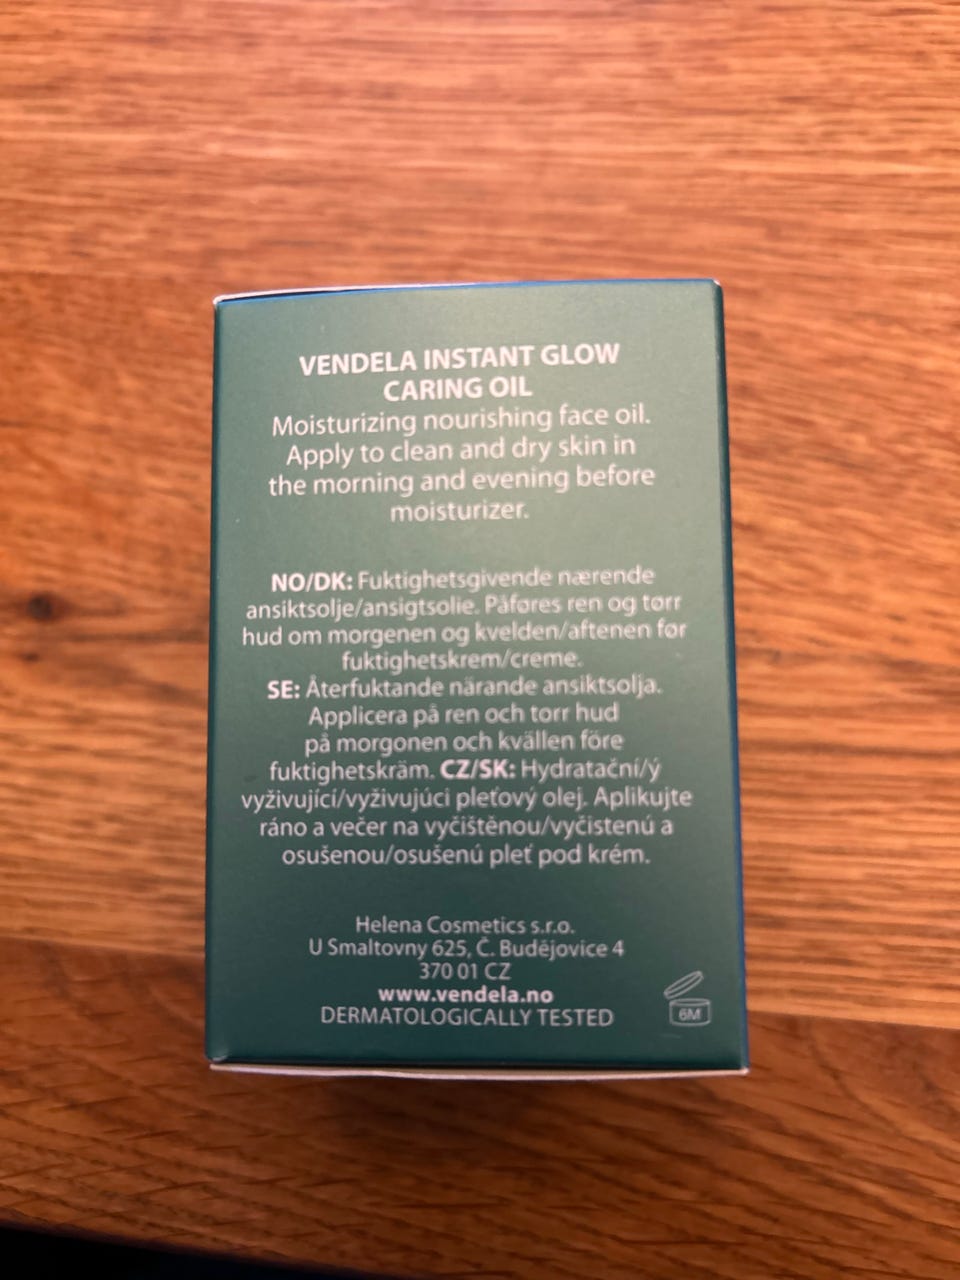 VENDELA INSTANT GLOW
CARING OIL
Moisturizing nourishing face oil.
Apply to clean and dry skin in
the morning and evening before
moisturizer.
NO/DK: Fuktighetsgivende nærende
ansiktsolje/ansigtsolie. Påføres ren og tørr
hud om morgenen og kvelden/aftenen før
fuktighetskrem/creme.
SE: Återfuktande närande ansiktsolja.
Applicera på ren och torr hud
på morgonen och kvällen före
fuktighetskräm. CZ/SK: Hydratační/ý
vyživující/vyživujúci pleťový olej. Aplikujte
ráno a večer na vyčištěnou/vyčistenú a
osušenou/osušenú pleť pod krém.
Helena Cosmetics s.r.o.
U Smaltovny 625, Č. Budějovice 4
370 01 CZ
www.vendela.no
DERMATOLOGICALLY TESTED
6M